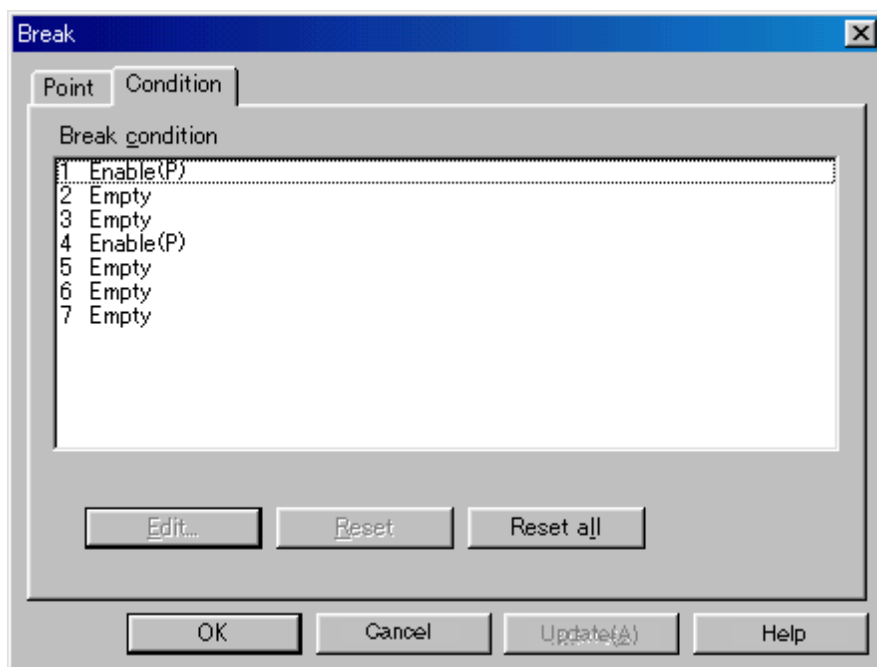 Break
Point Condition
Break condition
1 Enable(P)
2 Empty
3 Empty
4 Enable(P)
5 Empty
6 Empty
7 Empty
Edit... Reset Reset all
OK Cancel Update(A) Help